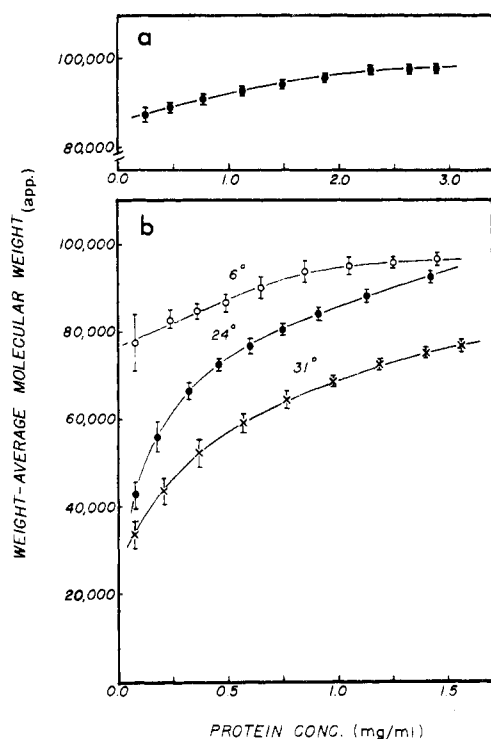 a
100,000
80,000
0.0 1.0 2.0 3.0
WEIGHT-AVERAGE MOLECULAR WEIGHT (app.)
b
100,000
80,000
60,000
40,000
20,000
6°
24°
31°
0.0 0.5 1.0 1.5
PROTEIN CONC. (mg/ml)